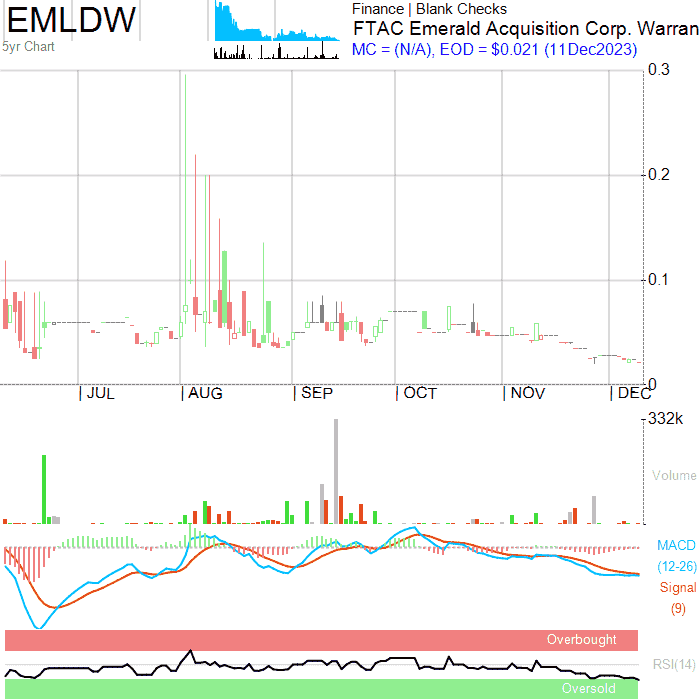 EMLDW
5yr Chart
Finance | Blank Checks
FTAC Emerald Acquisition Corp. Warran
MC = (N/A), EOD = $0.021 (11Dec2023)
0.3
0.2
0.1
0
|JUL |AUG |SEP |OCT |NOV |DEC
332k
Volume
MACD
(12-26)
Signal
(9)
Overbought
RSI(14)
Oversold